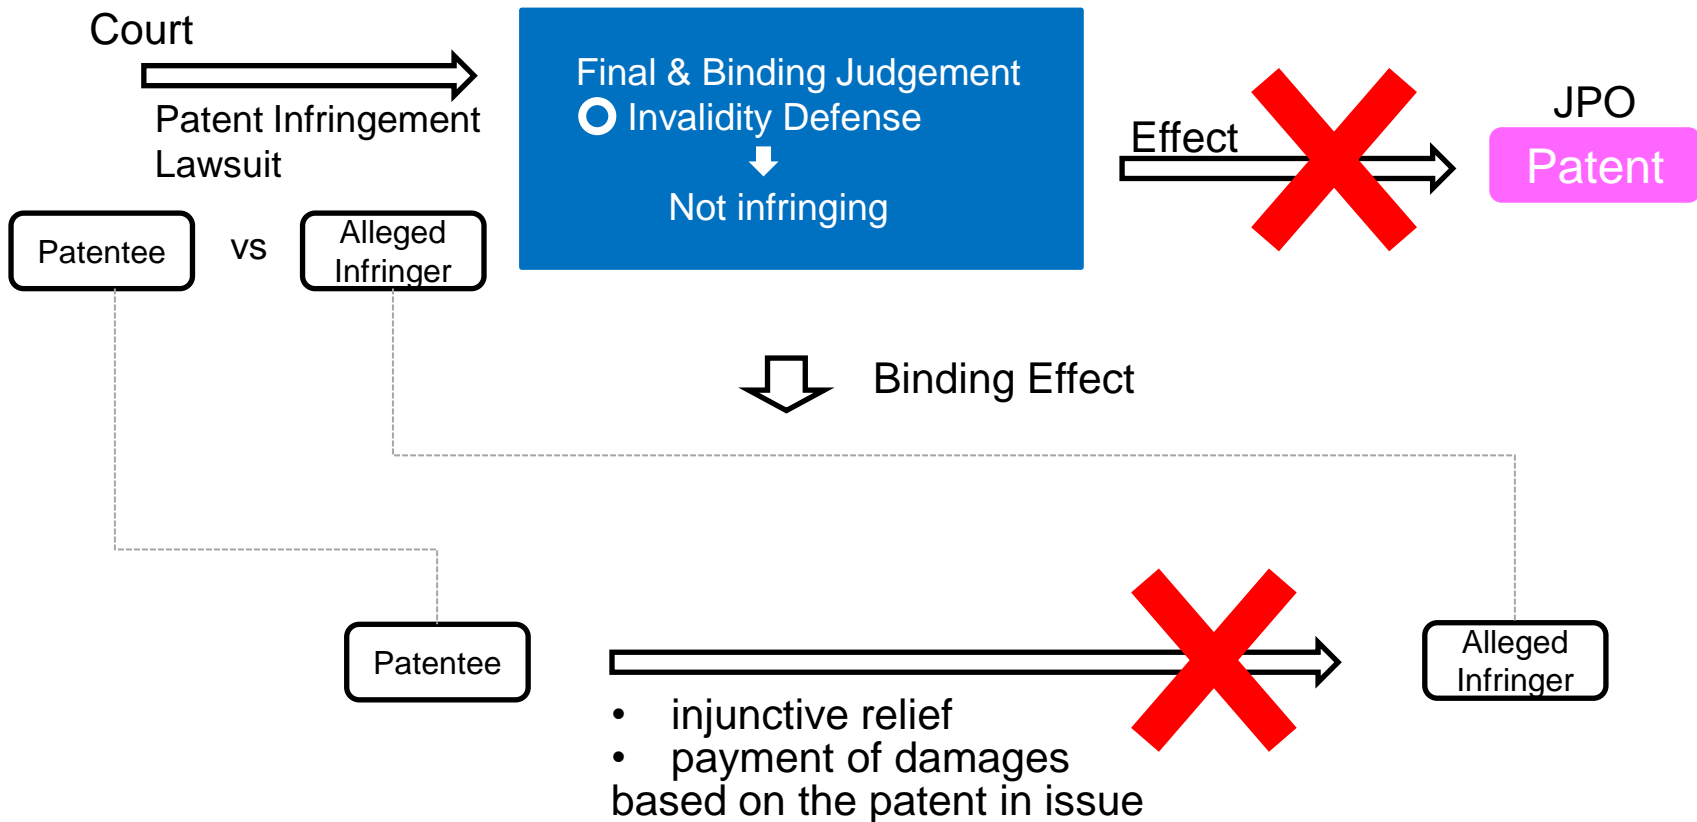 Court
Patent Infringement
Lawsuit
Patentee
vs
Alleged
Infringer
Final & Binding Judgement
Invalidity Defense
Not infringing
Effect
JPO
Patent
Binding Effect
Patentee
• injunctive relief
• payment of damages
based on the patent in issue
Alleged
Infringer